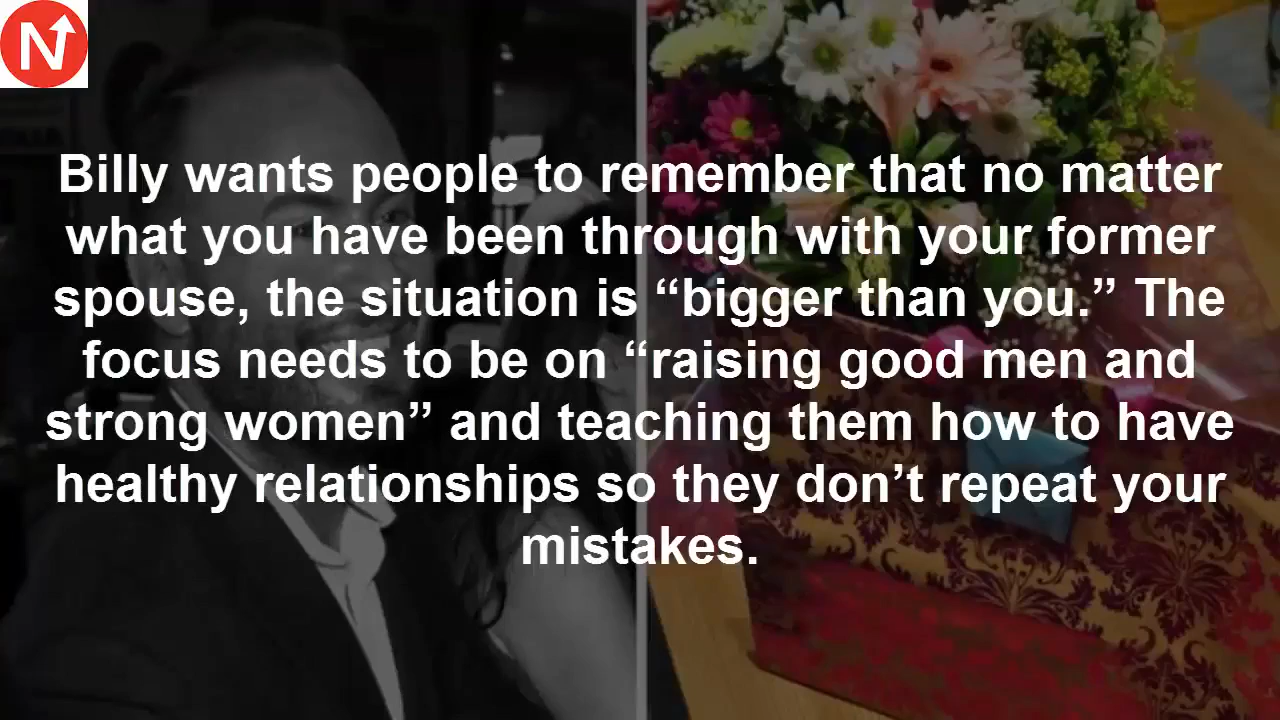 N
Billy wants people to remember that no matter
what you have been through with your former
spouse, the situation is “bigger than you.” The
focus needs to be on “raising good men and
strong women” and teaching them how to have
healthy relationships so they don’t repeat your
mistakes.